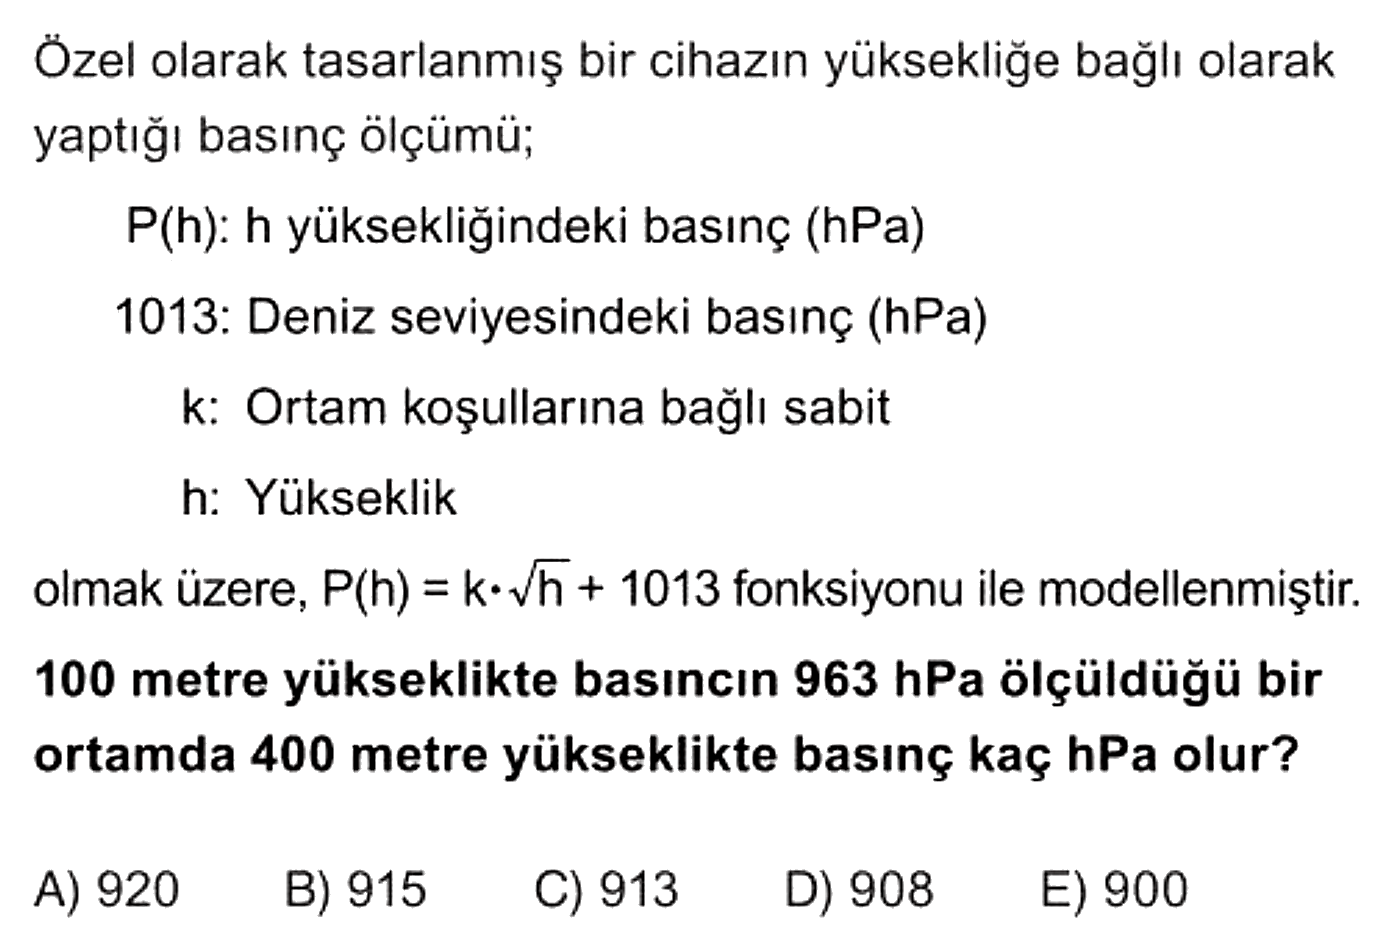 Özel olarak tasarlanmış bir cihazın yüksekliğe bağlı olarak
yaptığı basınç ölçümü;
P(h): h yüksekliğindeki basınç (hPa)
1013: Deniz seviyesindeki basınç (hPa)
k: Ortam koşullarına bağlı sabit
h: Yükseklik
olmak üzere, P(h) = k·√h + 1013 fonksiyonu ile modellenmiştir.
100 metre yükseklikte basıncın 963 hPa ölçüldüğü bir
ortamda 400 metre yükseklikte basınç kaç hPa olur?
A) 920 B) 915 C) 913 D) 908 E) 900